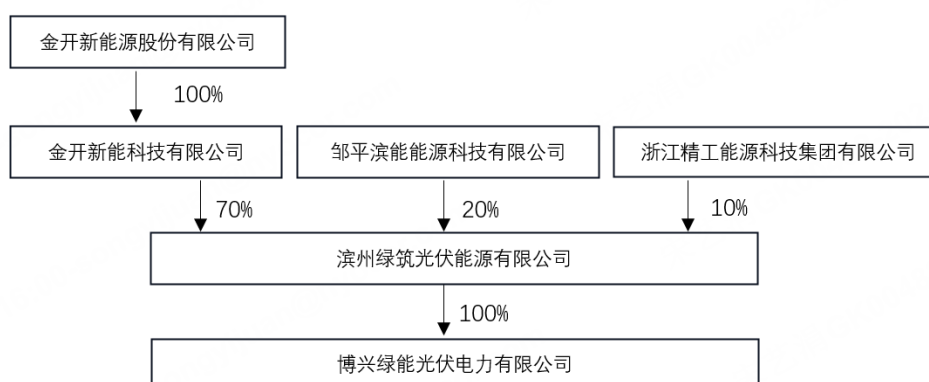 金开新能源股份有限公司
100%
金开新能科技有限公司
邹平滨能能源科技有限公司
浙江精工能源科技集团有限公司
70%
20%
10%
滨州绿筑光伏能源有限公司
100%
博兴绿能光伏电力有限公司